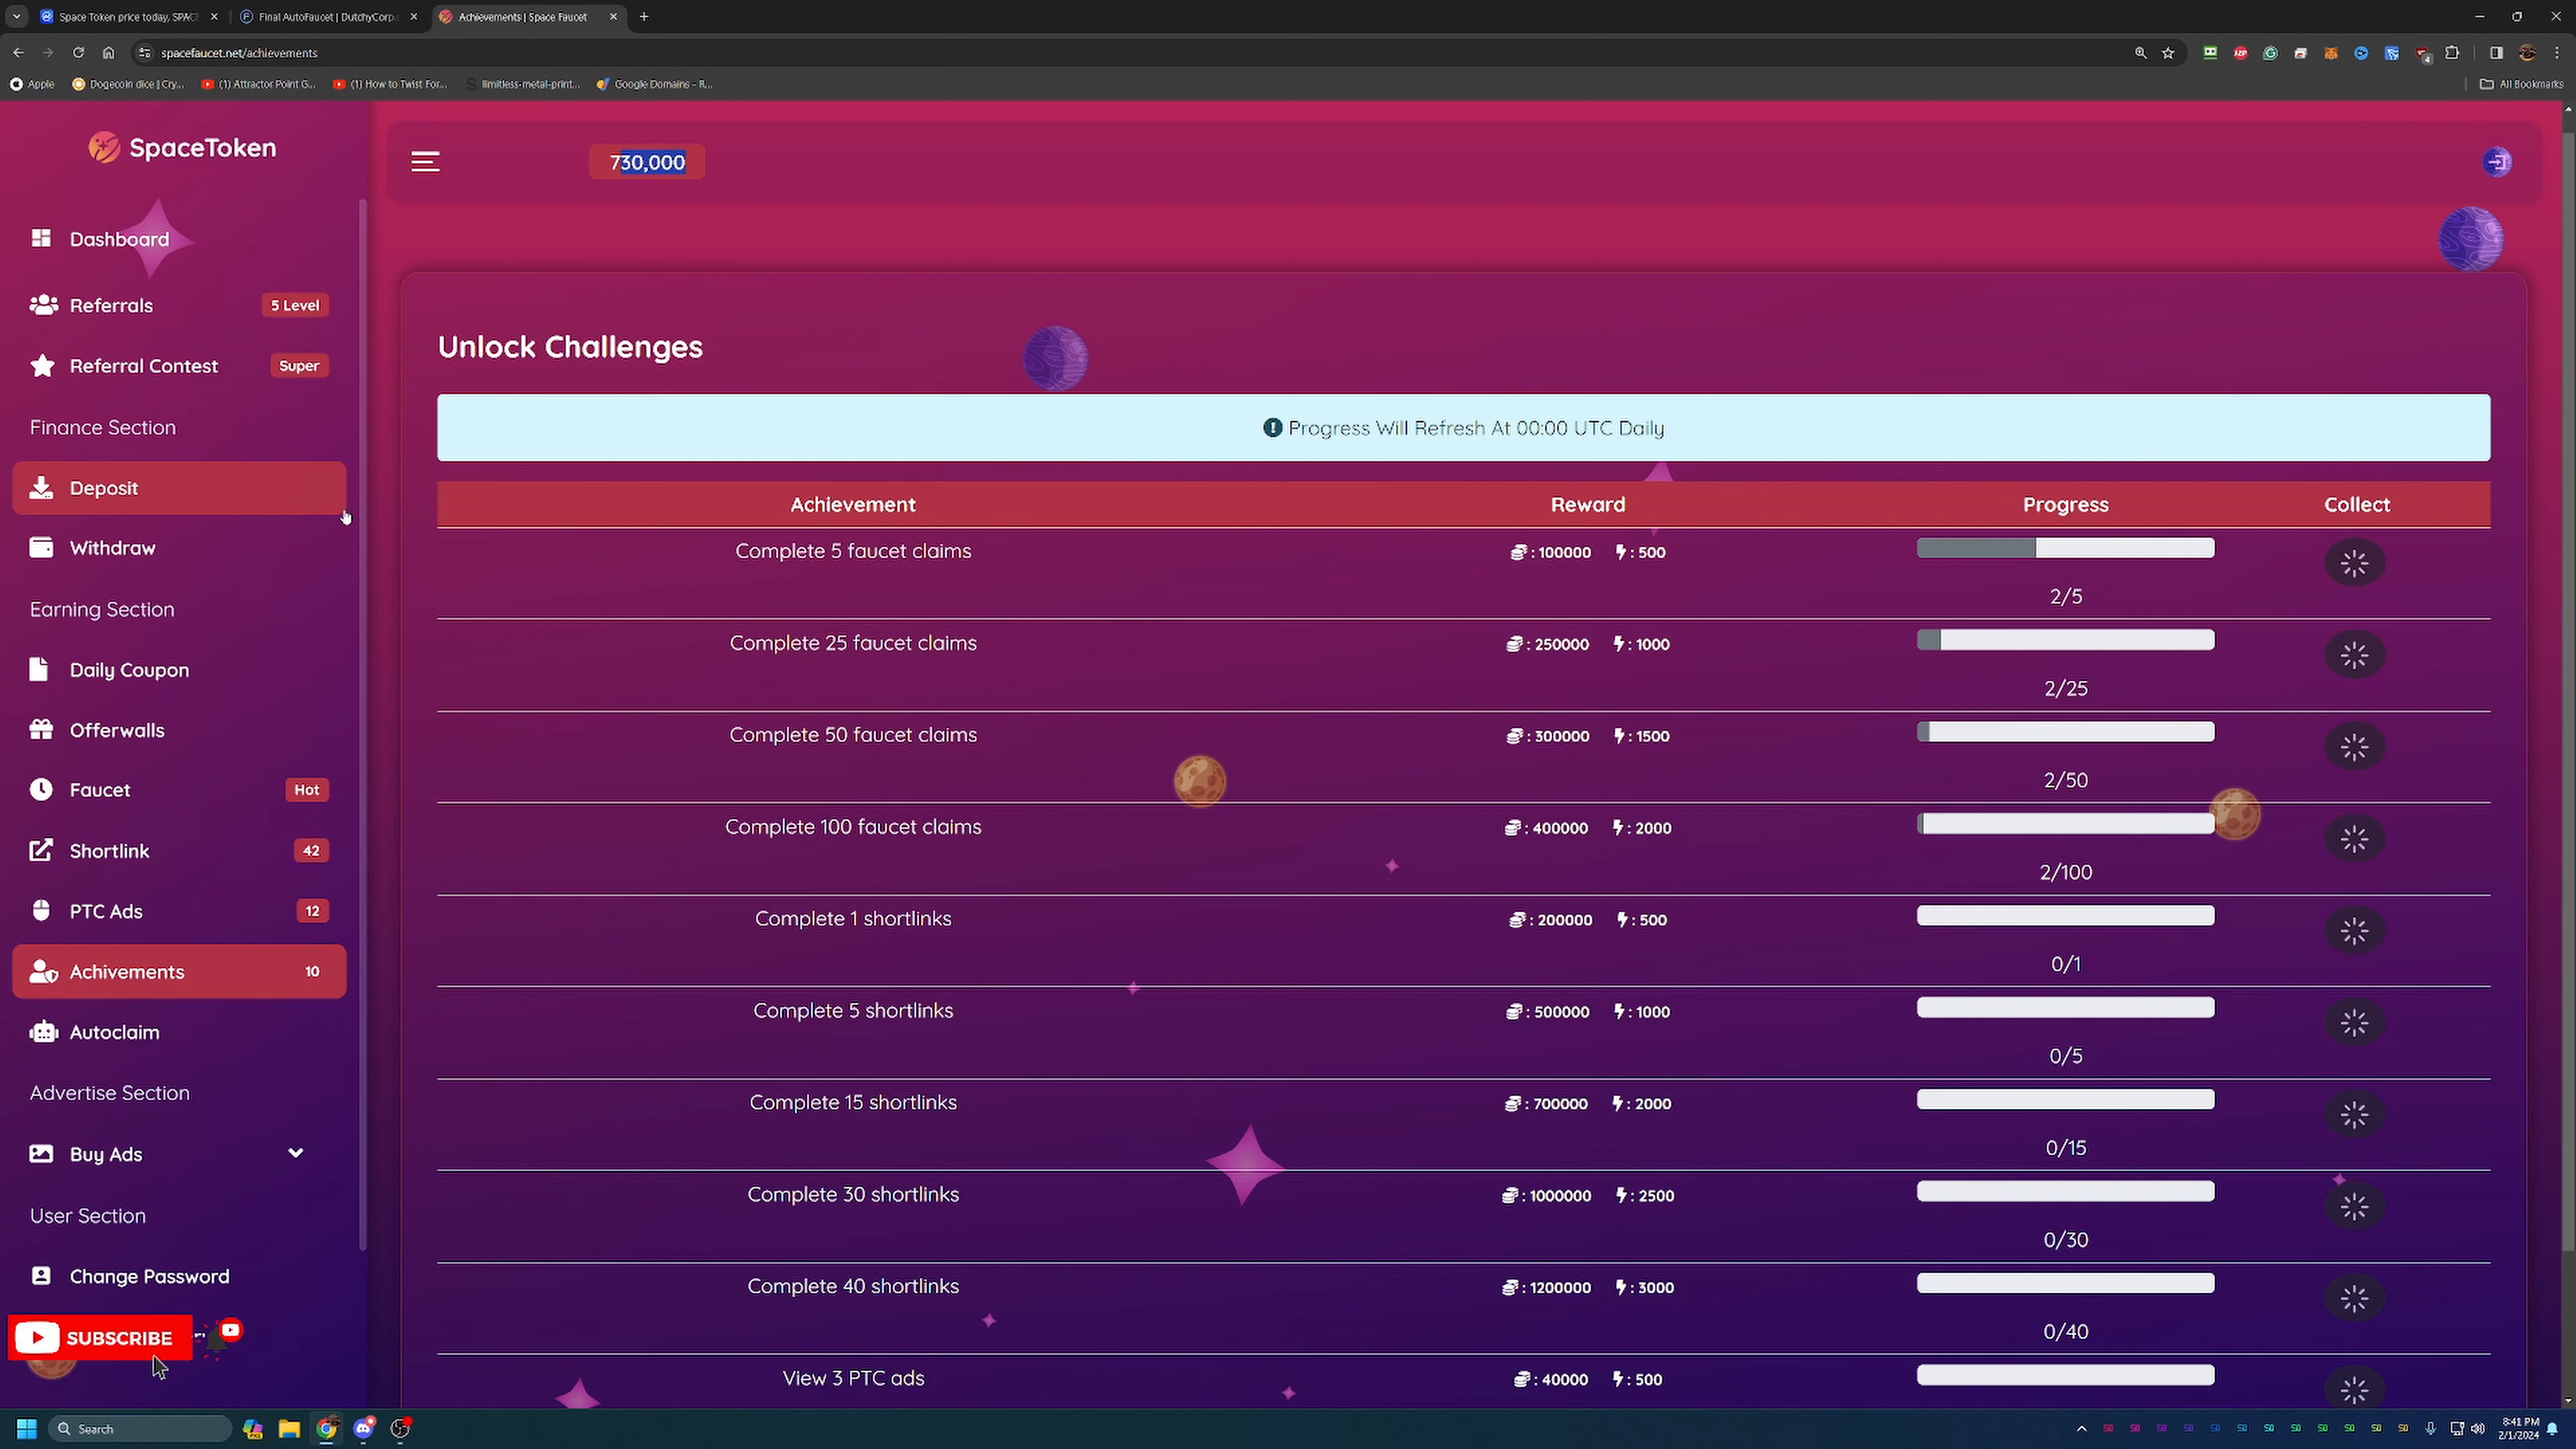 Space Token price today, SPACE
Final AutoFaucet | DutchyCorp.
Achievements | Space Faucet
spacefaucet.net/achievements
Apple
Dogecoin dice | Cry...
(1) Attractor Point G...
(1) How to Twist For...
limitless-metal-print...
Google Domains - R...
All Bookmarks
SpaceToken
730,000
Dashboard
Referrals
5 Level
Referral Contest
Super
Finance Section
Deposit
Withdraw
Earning Section
Daily Coupon
Offerwalls
Faucet
Hot
Shortlink
42
PTC Ads
12
Achivements
10
Autoclaim
Advertise Section
Buy Ads
User Section
Change Password
SUBSCRIBE
Unlock Challenges
Progress Will Refresh At 00:00 UTC Daily
Achievement Reward Progress Collect
Complete 5 faucet claims : 100000 : 500
2/5
Complete 25 faucet claims : 250000 : 1000
2/25
Complete 50 faucet claims : 300000 : 1500
2/50
Complete 100 faucet claims : 400000 : 2000
2/100
Complete 1 shortlinks : 200000 : 500
0/1
Complete 5 shortlinks : 500000 : 1000
0/5
Complete 15 shortlinks : 700000 : 2000
0/15
Complete 30 shortlinks : 1000000 : 2500
0/30
Complete 40 shortlinks : 1200000 : 3000
0/40
View 3 PTC ads : 40000 : 500
Search
8:41 PM
2/1/2024